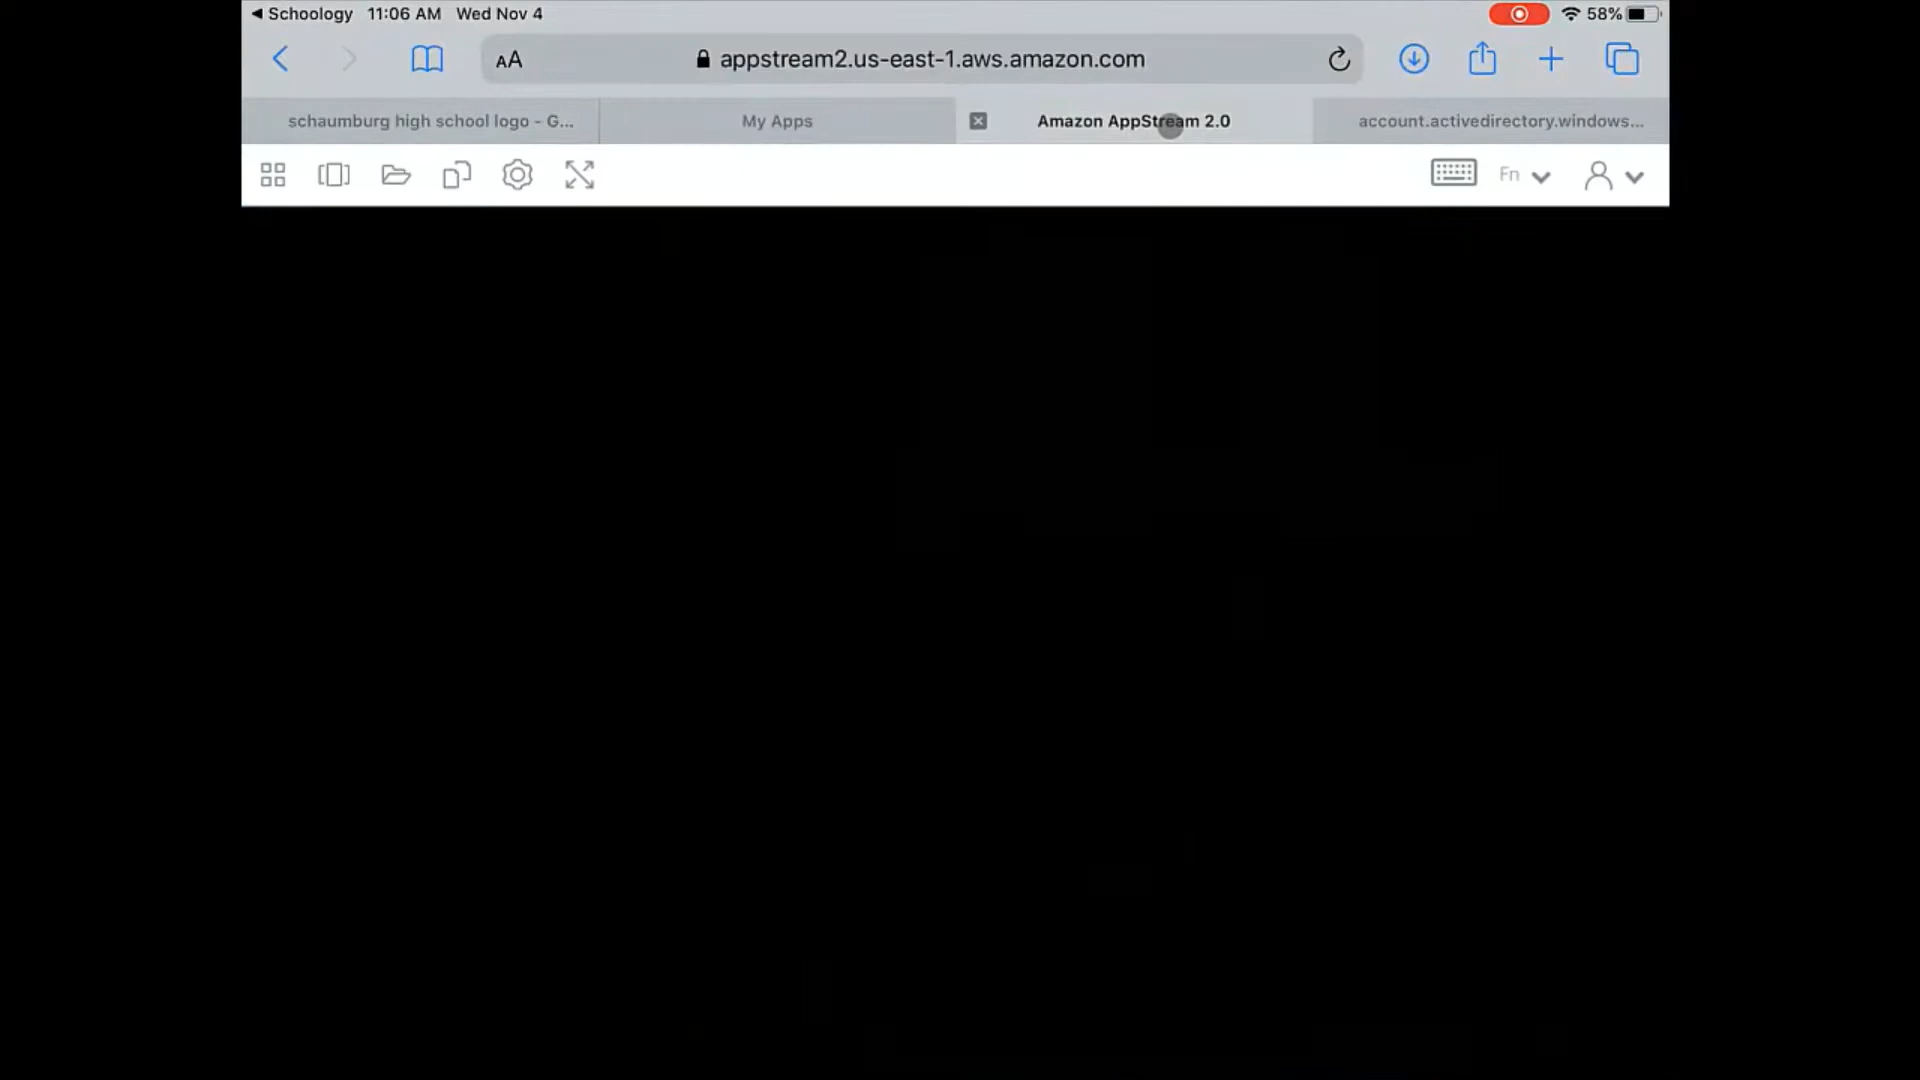 ◀ Schoology 11:06 AM Wed Nov 4 58%
AA appstream2.us-east-1.aws.amazon.com
schaumburg high school logo - G... My Apps Amazon AppStream 2.0 account.activedirectory.windows...
Fn